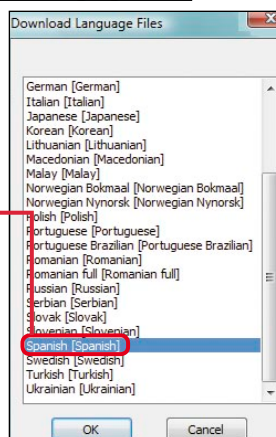 Download Language Files
German [German]
Italian [Italian]
Japanese [Japanese]
Korean [Korean]
Lithuanian [Lithuanian]
Macedonian [Macedonian]
Malay [Malay]
Norwegian Bokmaal [Norwegian Bokmaal]
Norwegian Nynorsk [Norwegian Nynorsk]
Polish [Polish]
Portuguese [Portuguese]
Portuguese Brazilian [Portuguese Brazilian]
Romanian [Romanian]
Romanian full [Romanian full]
Russian [Russian]
Serbian [Serbian]
Slovak [Slovak]
Slovenian [Slovenian]
Spanish [Spanish]
Swedish [Swedish]
Turkish [Turkish]
Ukrainian [Ukrainian]
OK
Cancel